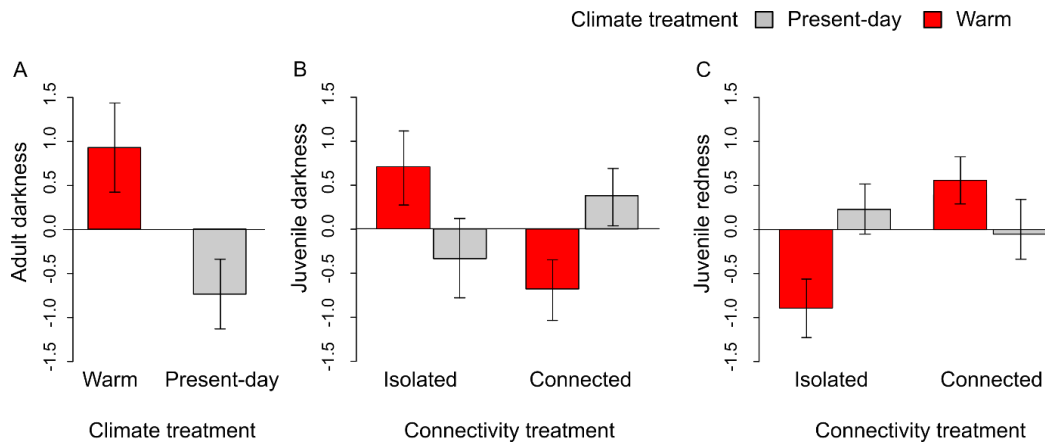 Climate treatment Present-day Warm
A
B
C
Adult darkness
1.5
1.0
0.5
0.0
-0.5
-1.0
-1.5
Warm Present-day
Climate treatment
Juvenile darkness
1.5
1.0
0.5
0.0
-0.5
-1.0
-1.5
Isolated Connected
Connectivity treatment
Juvenile redness
1.5
1.0
0.5
0.0
-0.5
-1.0
-1.5
Isolated Connected
Connectivity treatment